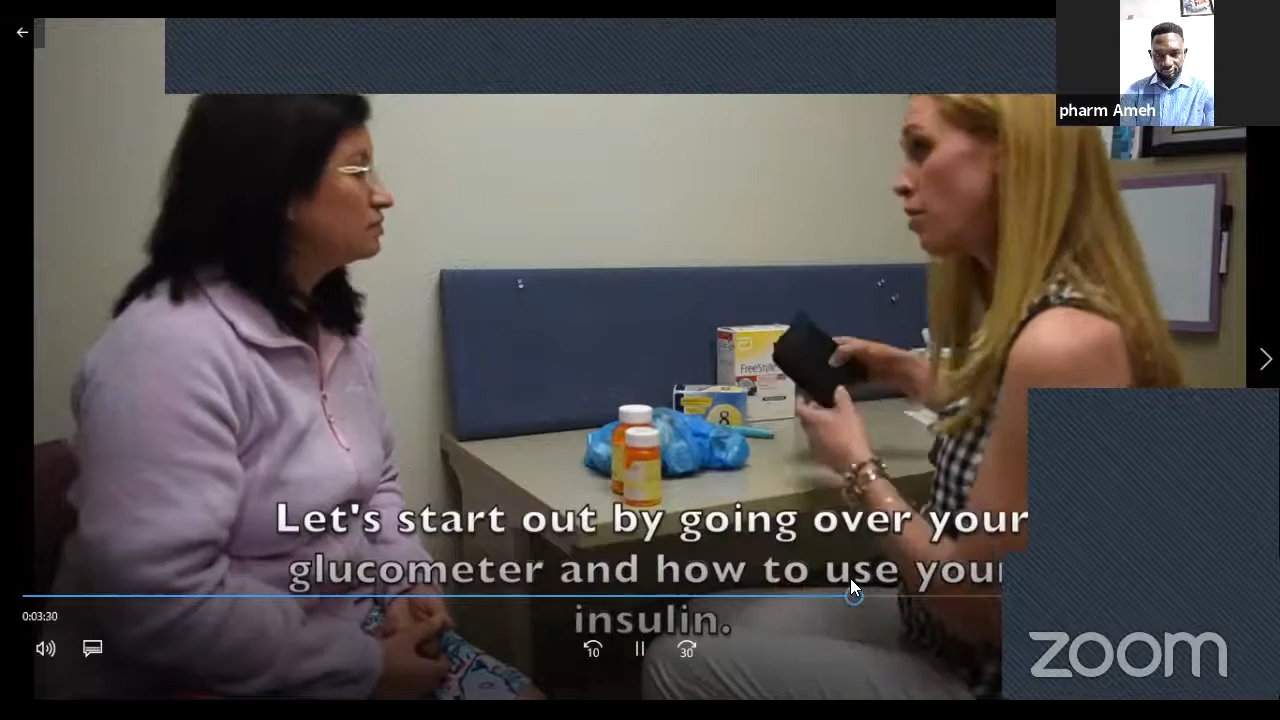 pharm Ameh
FreeStyle
8
Let's start out by going over your
glucometer and how to use your
insulin.
0:03:30
10
30
zoom